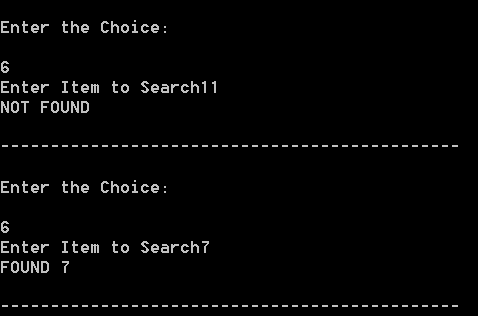 Enter the Choice:
6
Enter Item to Search11
NOT FOUND
----------------------------------------------
Enter the Choice:
6
Enter Item to Search7
FOUND 7
----------------------------------------------